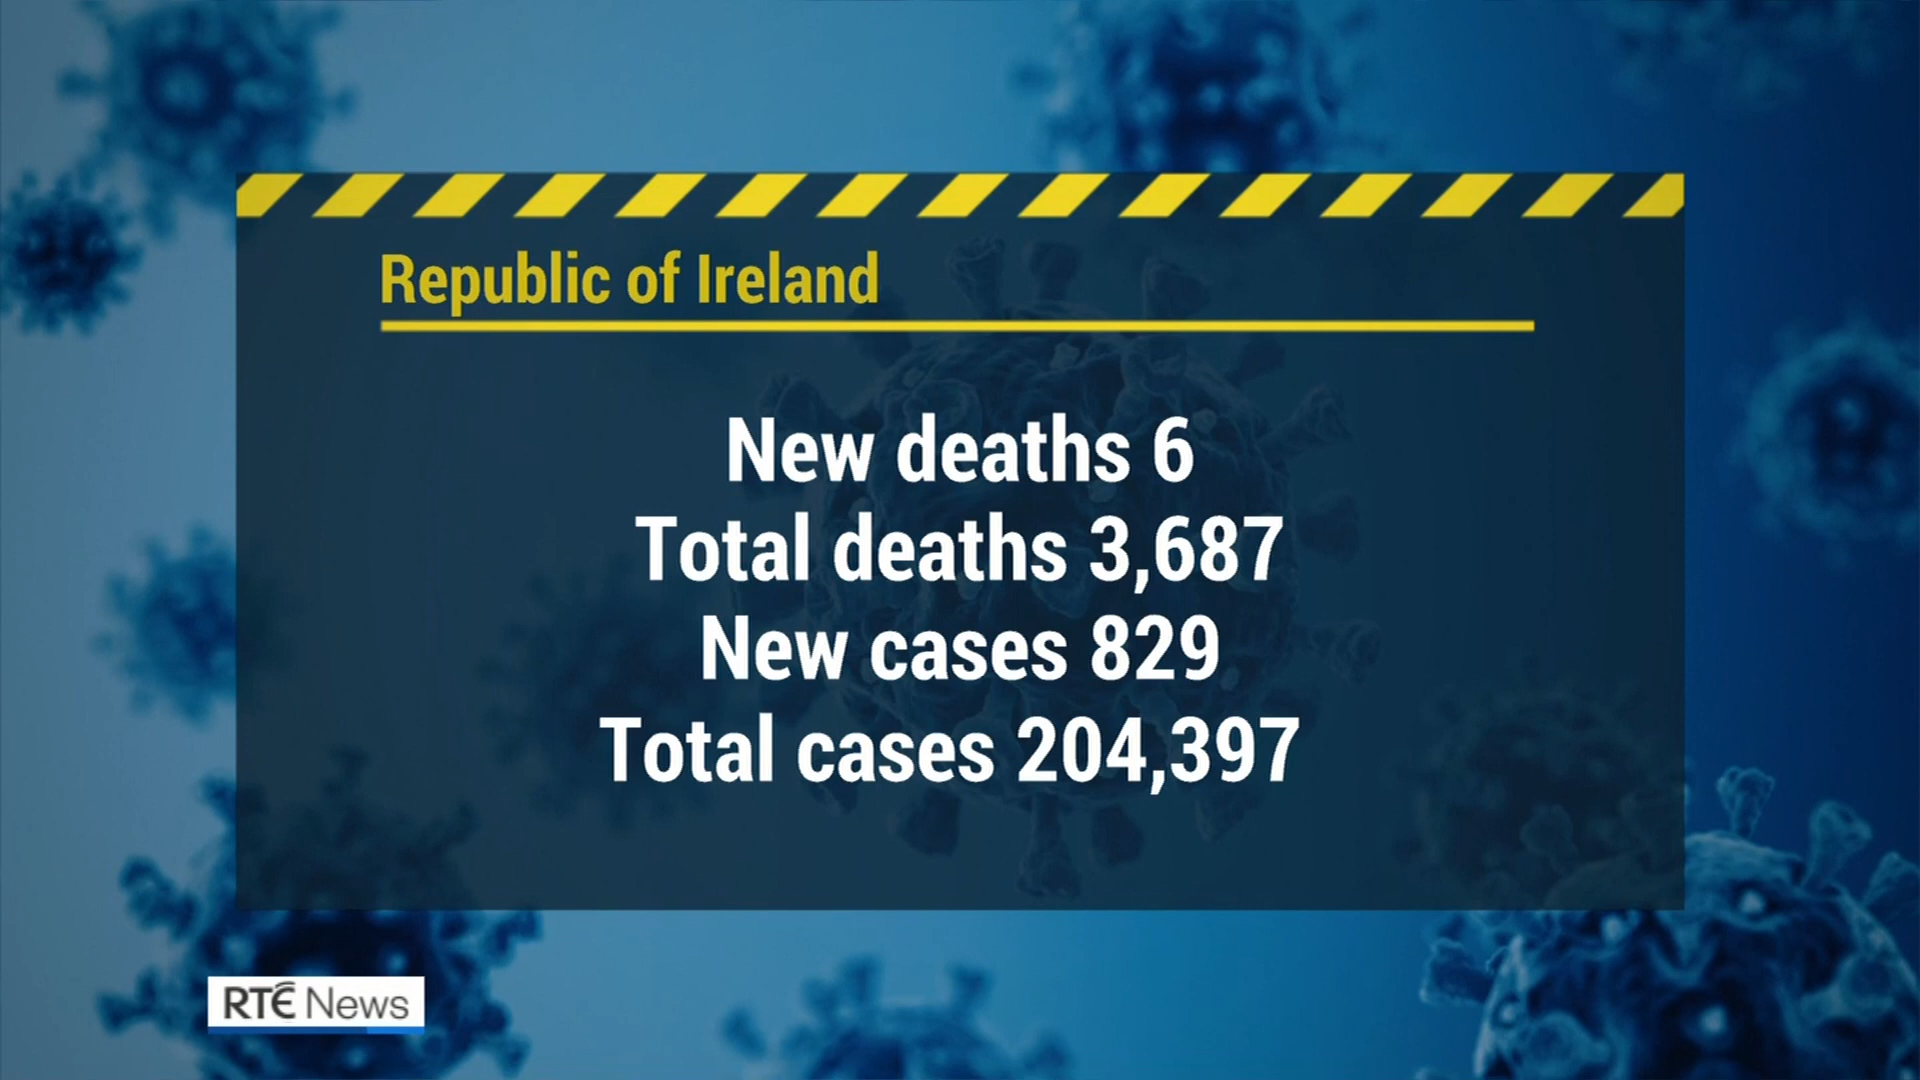 Republic of Ireland
New deaths 6
Total deaths 3,687
New cases 829
Total cases 204,397
RTÉ News